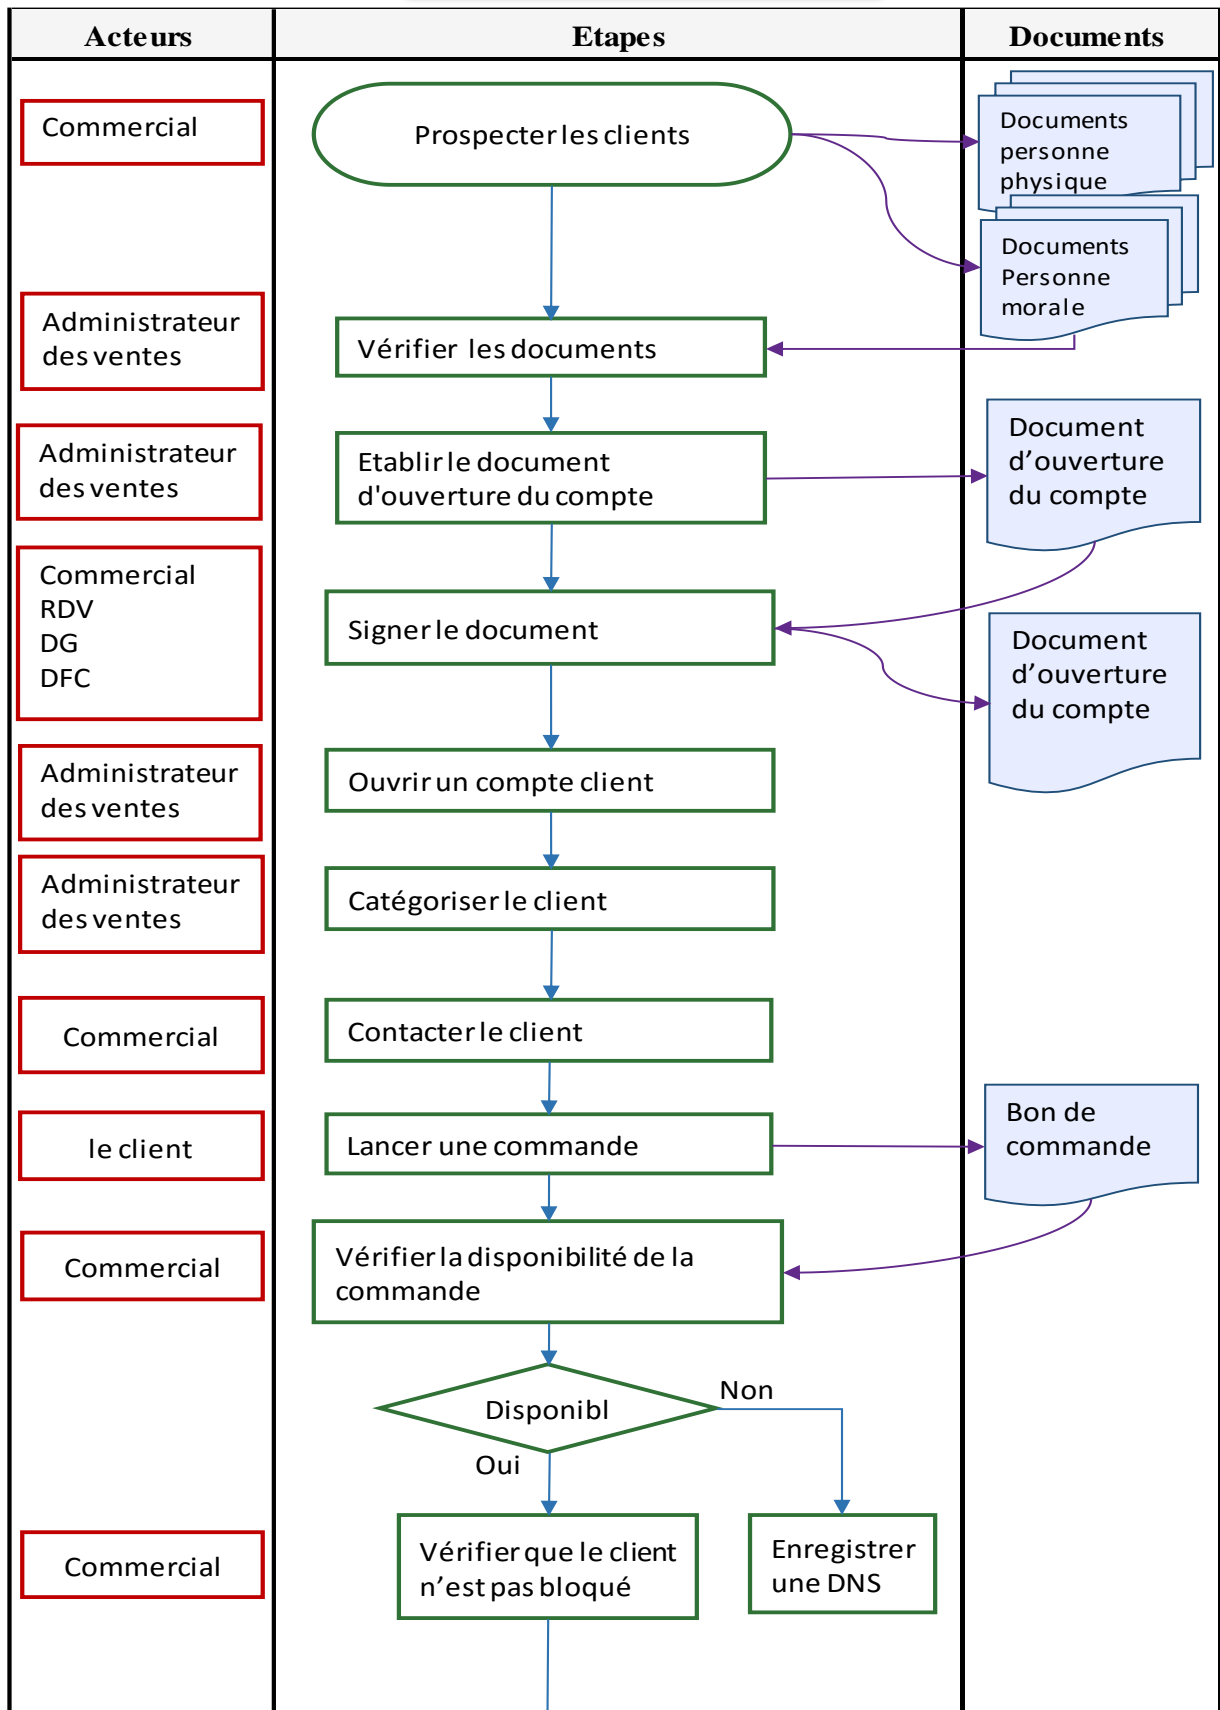 Acteurs
Etapes
Documents
Commercial
Prospecter les clients
Documents
personne
physique
Documents
Personne
morale
Administrateur
des ventes
Vérifier les documents
Administrateur
des ventes
Etablir le document
d'ouverture du compte
Document
d’ouverture
du compte
Commercial
RDV
DG
DFC
Signer le document
Document
d’ouverture
du compte
Administrateur
des ventes
Ouvrir un compte client
Administrateur
des ventes
Catégoriser le client
Commercial
Contacter le client
le client
Lancer une commande
Bon de
commande
Commercial
Vérifier la disponibilité de la
commande
Disponibl
Non
Oui
Commercial
Vérifier que le client
n’est pas bloqué
Enregistrer
une DNS